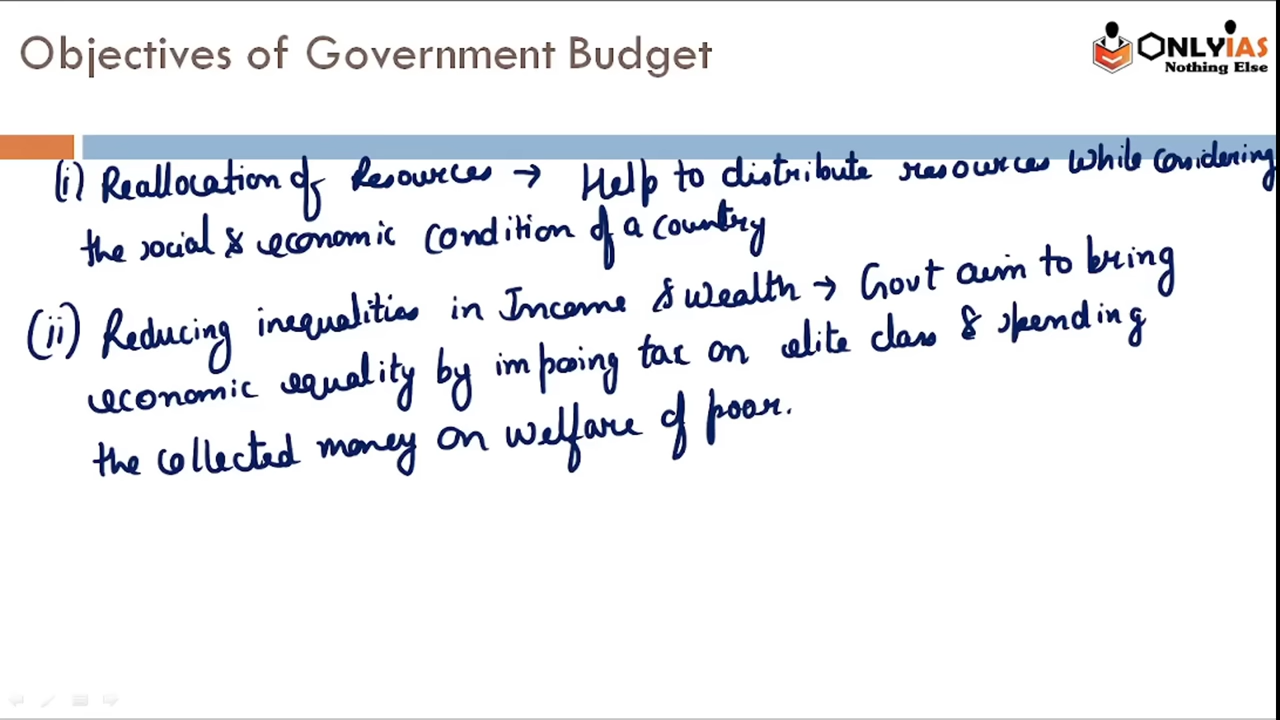 Objectives of Government Budget
ONLYIAS
Nothing Else
(i) Reallocation of Resources → Help to distribute resources while considering
the social & economic condition of a country
(ii) Reducing inequalities in Income & wealth → Govt aim to bring
economic equality by imposing tax on elite class & spending
the collected money on welfare of poor.